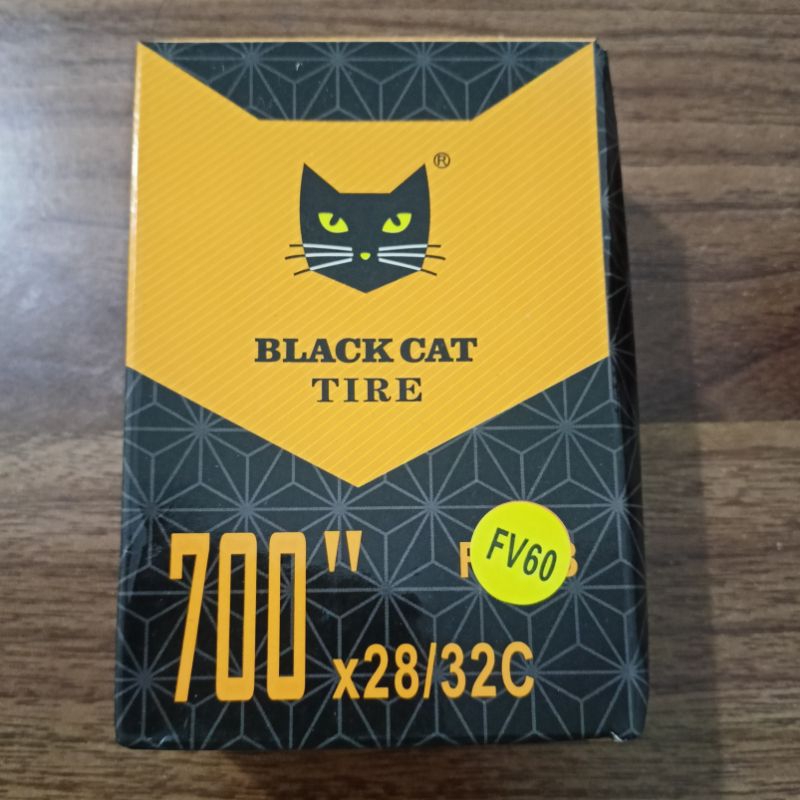 ®
BLACK CAT
TIRE
700"
FV60
x28/32C